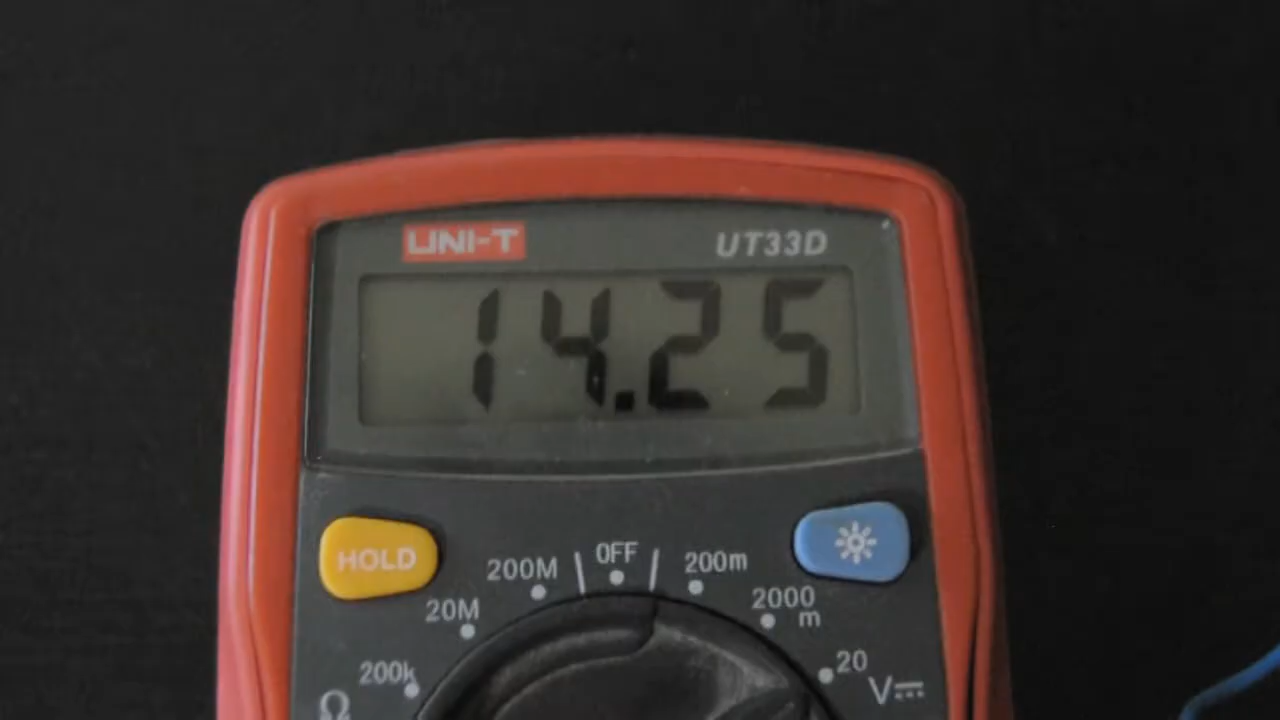 UNI-T UT33D
14.25
HOLD
200M OFF 200m
20M 2000 m
200k 20
Ω V⎓